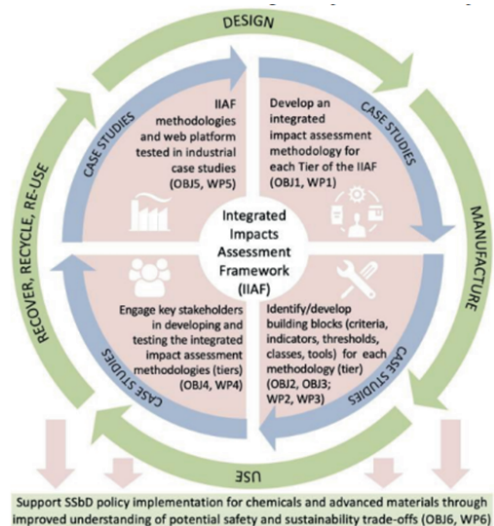 DESIGN
CASE STUDIES
CASE STUDIES
IIAF
methodologies
and web platform
tested in industrial
case studies
(OBJ5, WP5)
Develop an
integrated
impact assessment
methodology for
each Tier of the IIAF
(OBJ1, WP1)
RECOVER, RECYCLE, RE-USE
MANUFACTURE
Integrated
Impacts
Assessment
Framework
(IIAF)
Engage key stakeholders
in developing and
testing the integrated
impact assessment
methodologies (tiers)
(OBJ4, WP4)
Identify/develop
building blocks (criteria,
indicators, thresholds,
classes, tools) for each
methodology (tier)
(OBJ2, OBJ3;
WP2, WP3)
CASE STUDIES
CASE STUDIES
USE
Support SSbD policy implementation for chemicals and advanced materials through
improved understanding of potential safety and sustainability trade-offs (OBJ6, WP6)